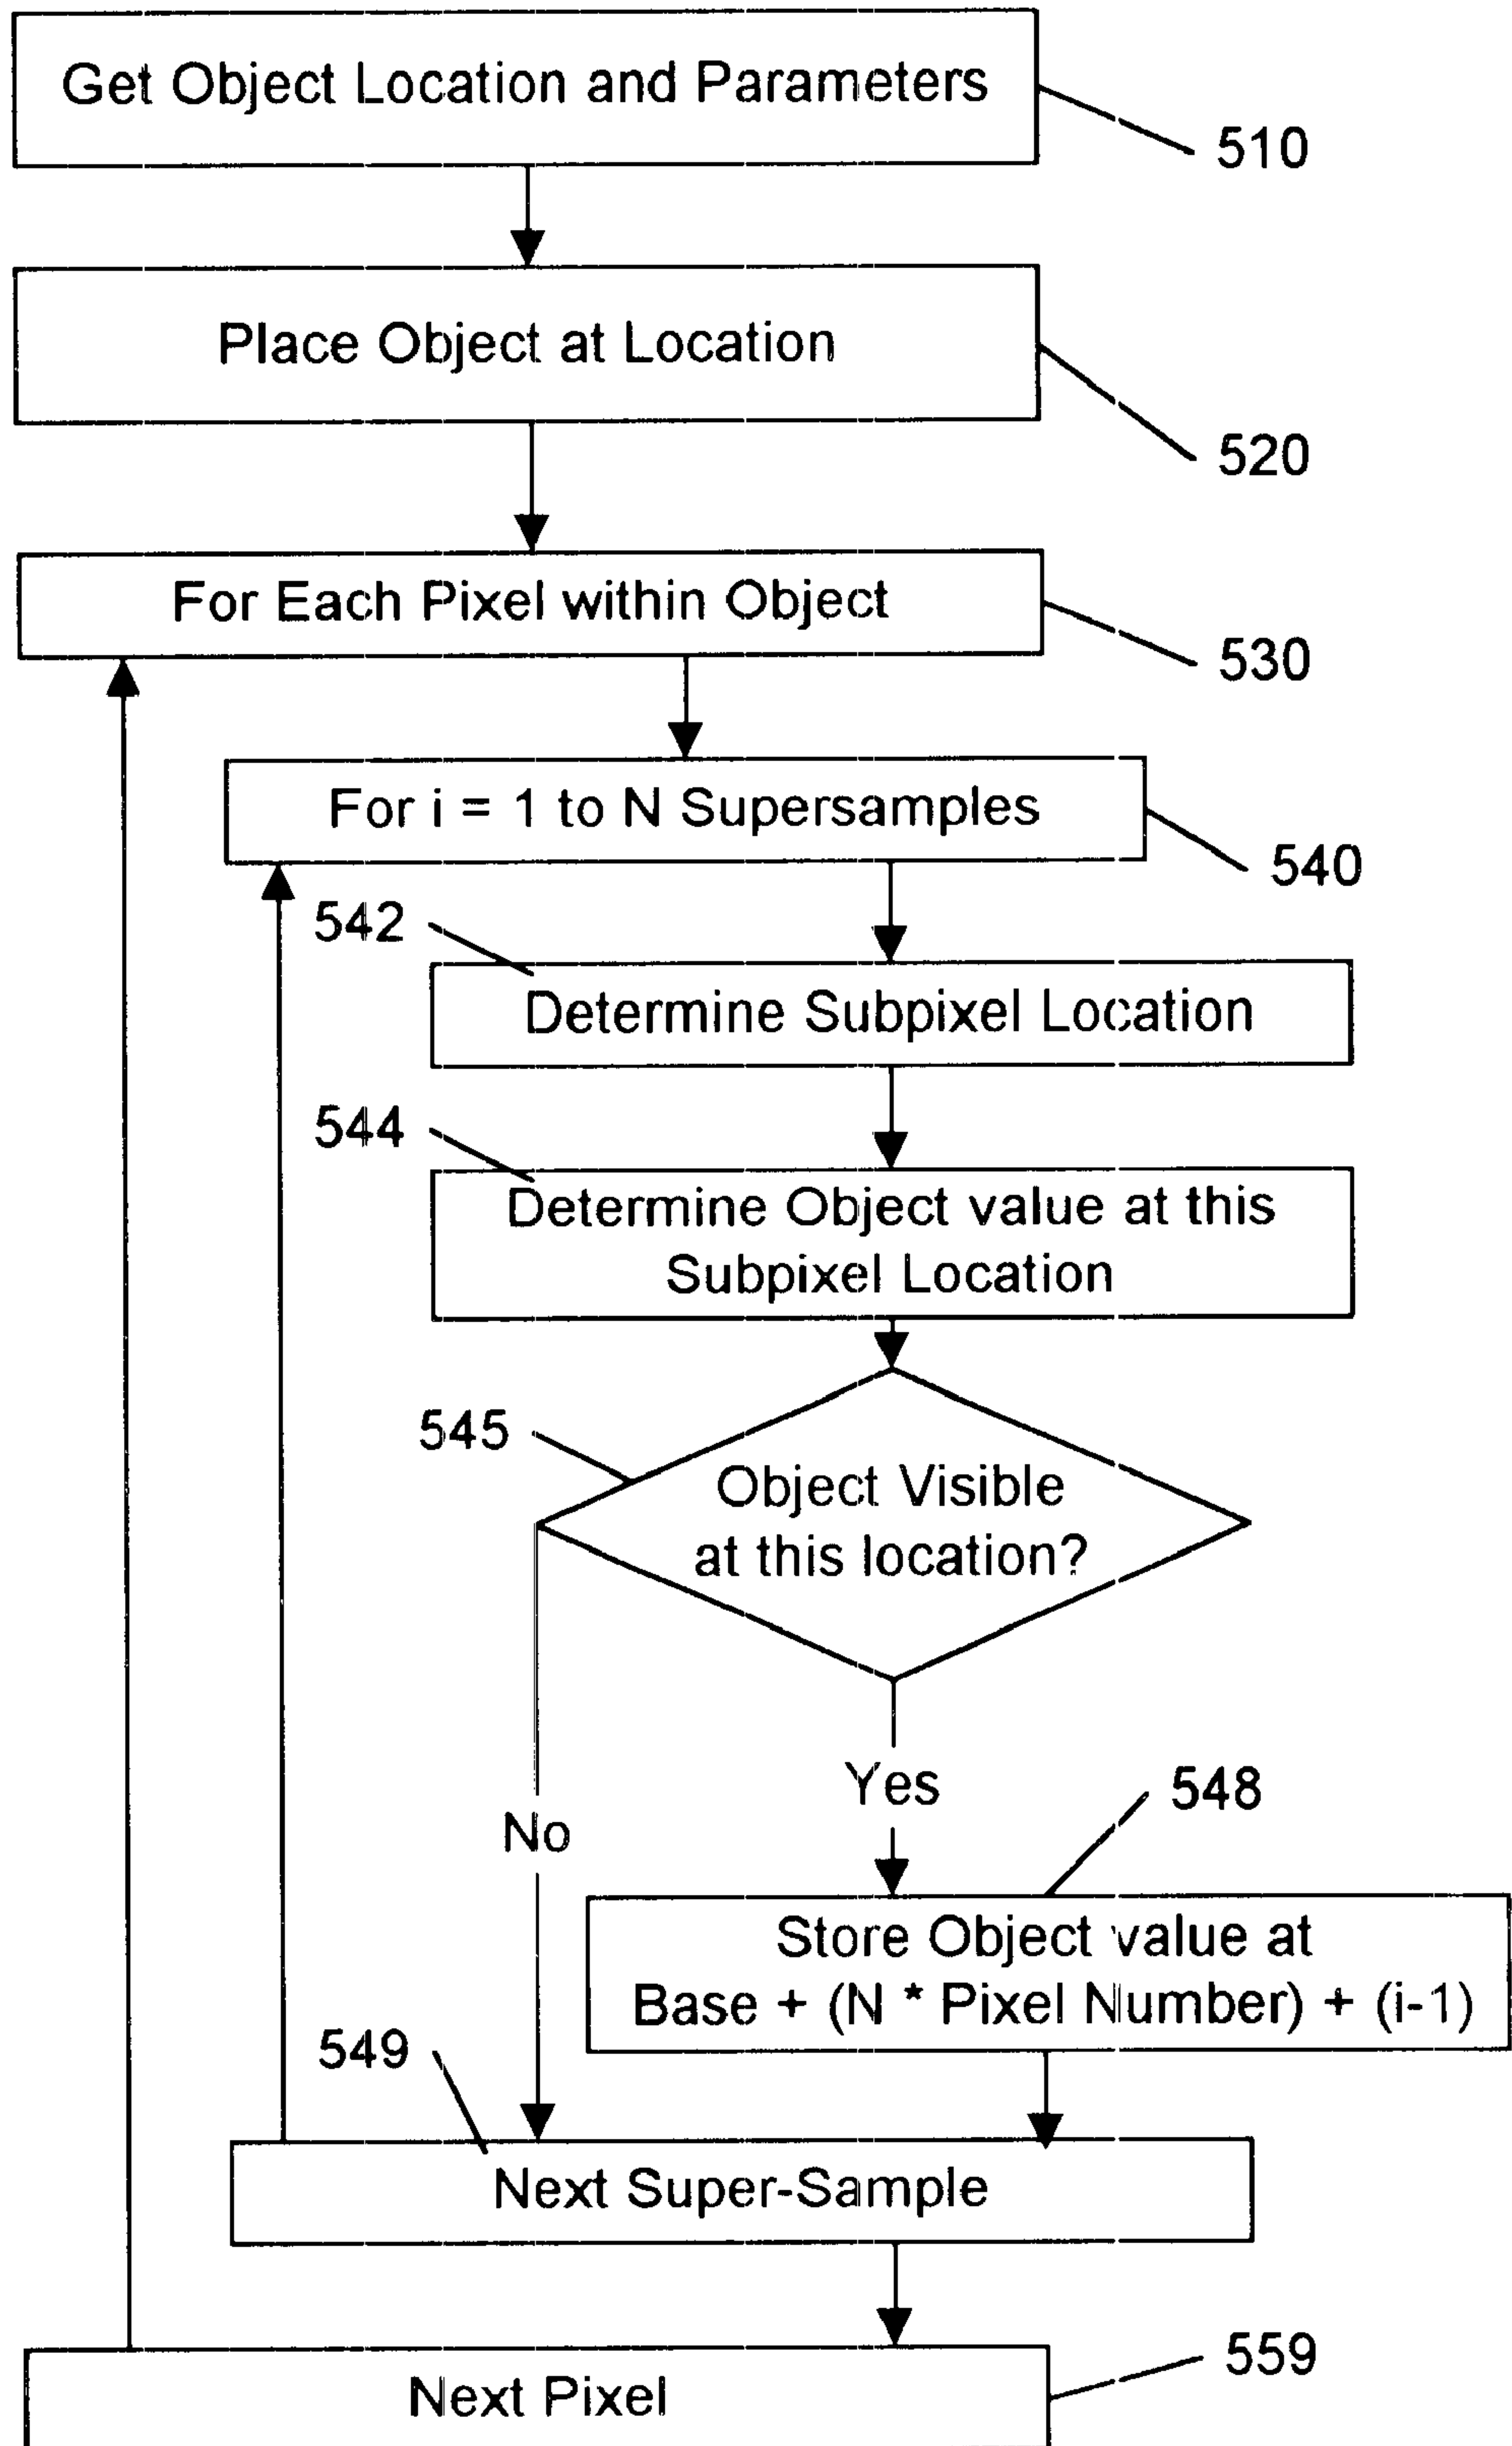 Get Object Location and Parameters
510
Place Object at Location
520
For Each Pixel within Object
530
For i = 1 to N Supersamples
540
542
Determine Subpixel Location
544
Determine Object value at this
Subpixel Location
545
Object Visible
at this location?
Yes
548
No
Store Object value at
Base + (N * Pixel Number) + (i-1)
549
Next Super-Sample
559
Next Pixel